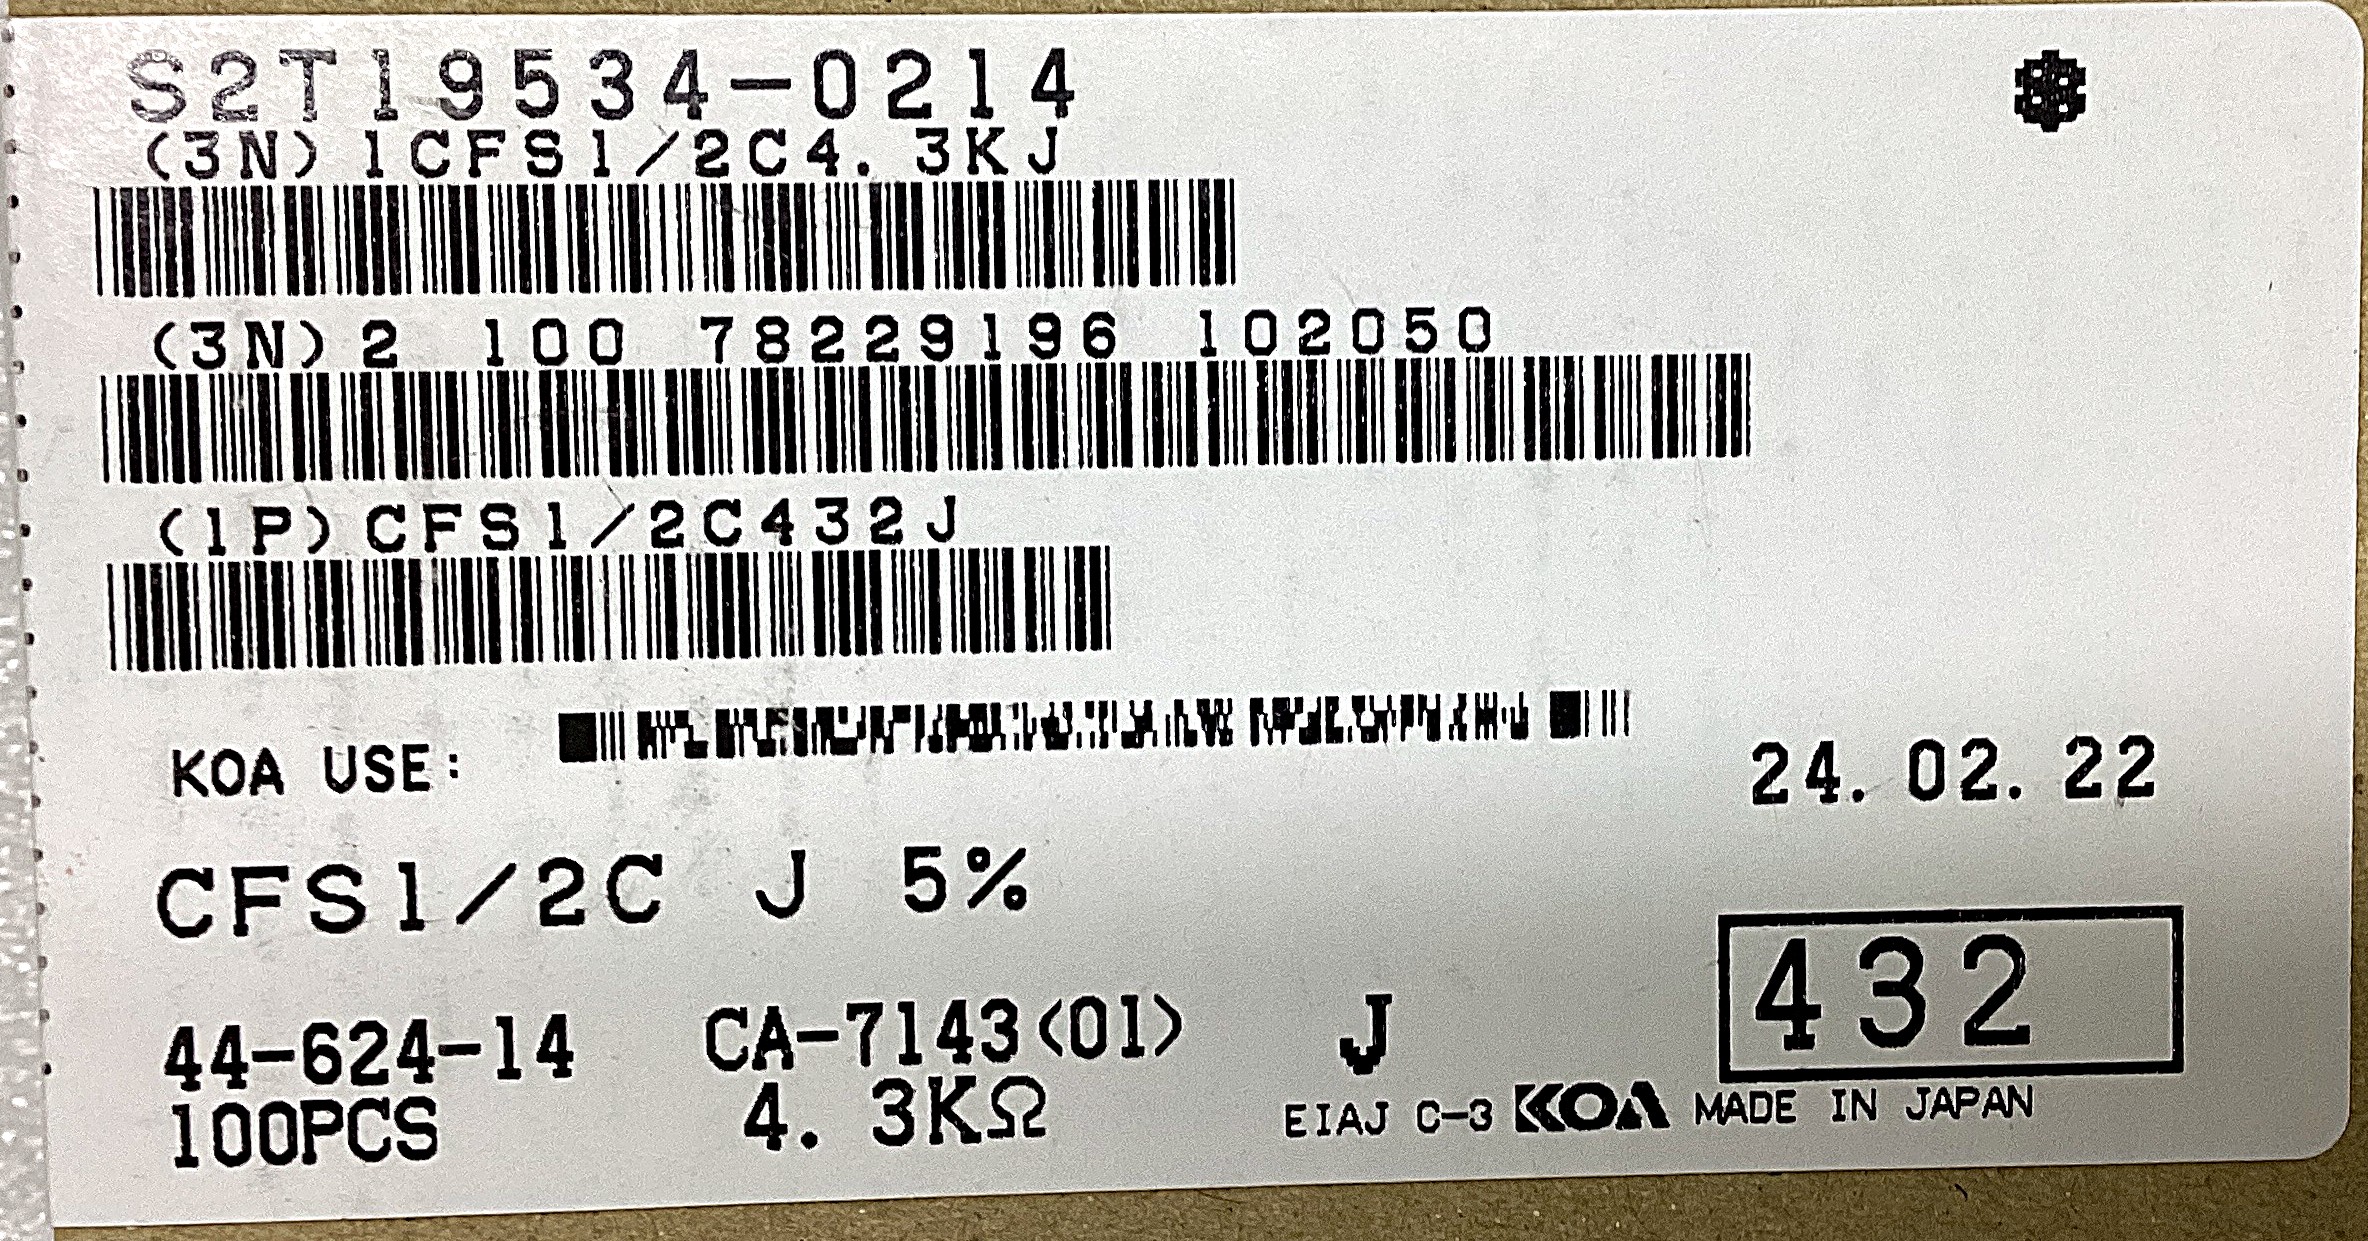 S2T19534-0214
(3N)1CFS1/2C4.3KJ
(3N)2 100 78229196 102050
(1P)CFS1/2C432J
KOA USE:
24.02.22
CFS1/2C J 5%
432
44-624-14 CA-7143(01) J
100PCS 4.3KΩ EIAJ C-3 KOA MADE IN JAPAN